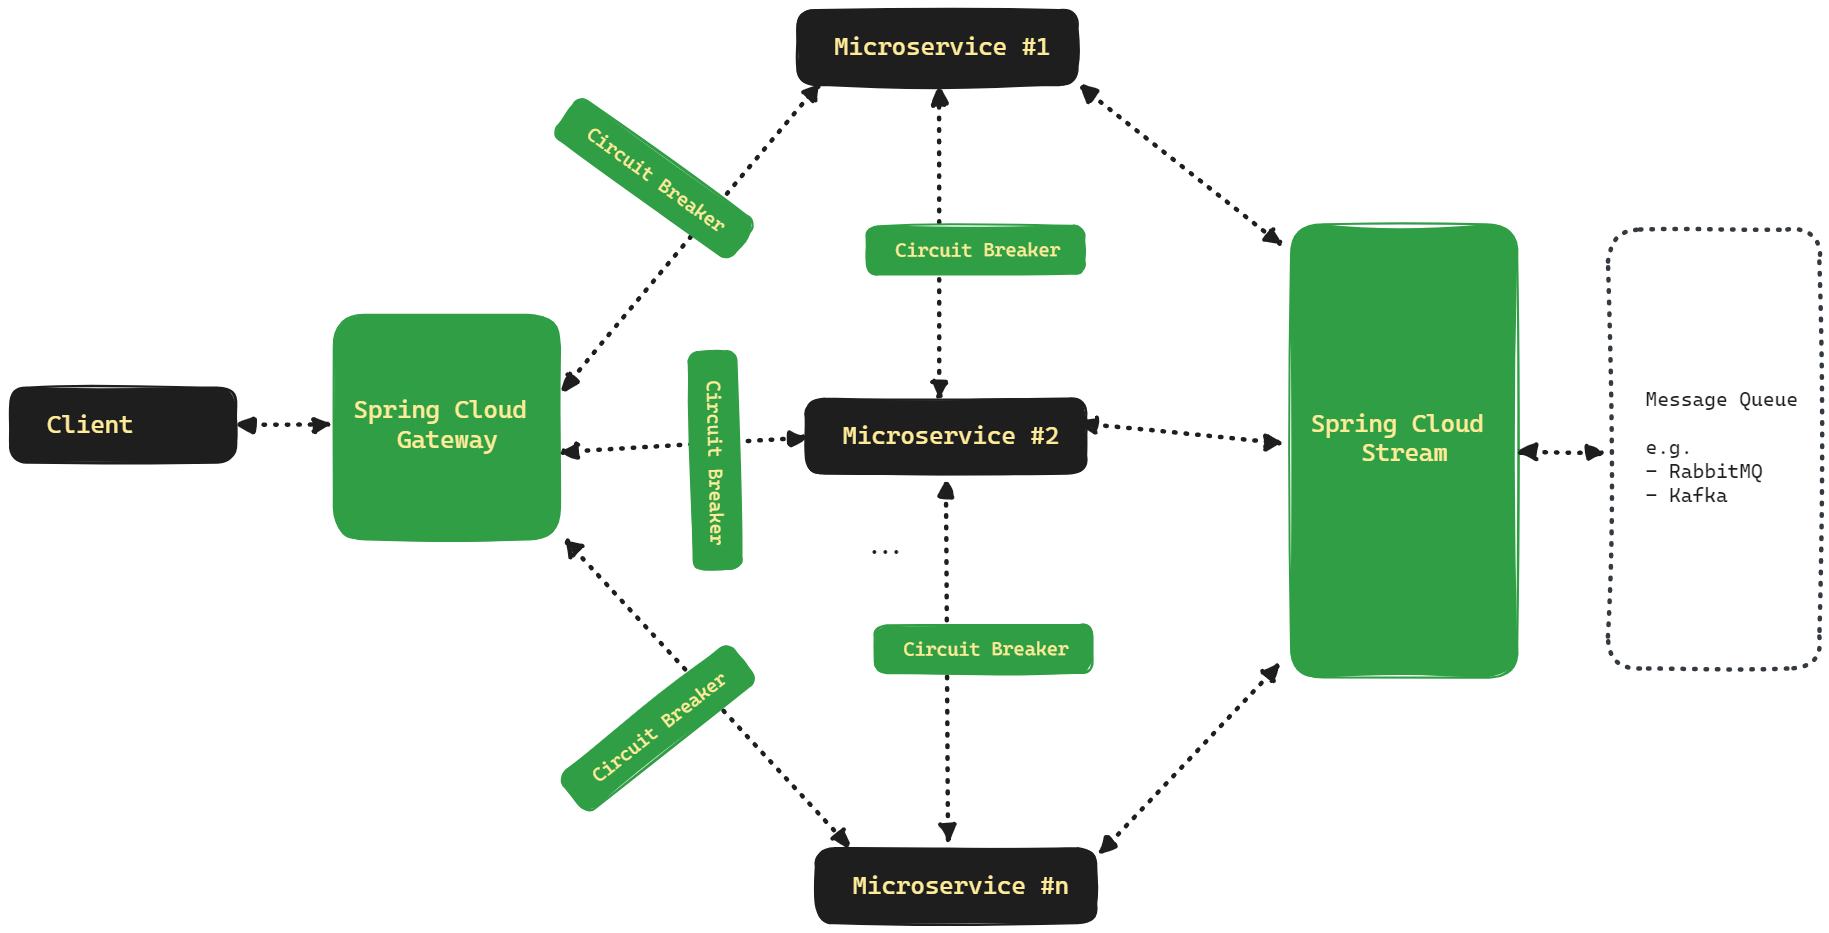 Microservice #1
Circuit Breaker
Circuit Breaker
Client
Spring Cloud
Gateway
Circuit Breaker
Microservice #2
Spring Cloud
Stream
Message Queue
e.g.
- RabbitMQ
- Kafka
...
Circuit Breaker
Circuit Breaker
Microservice #n